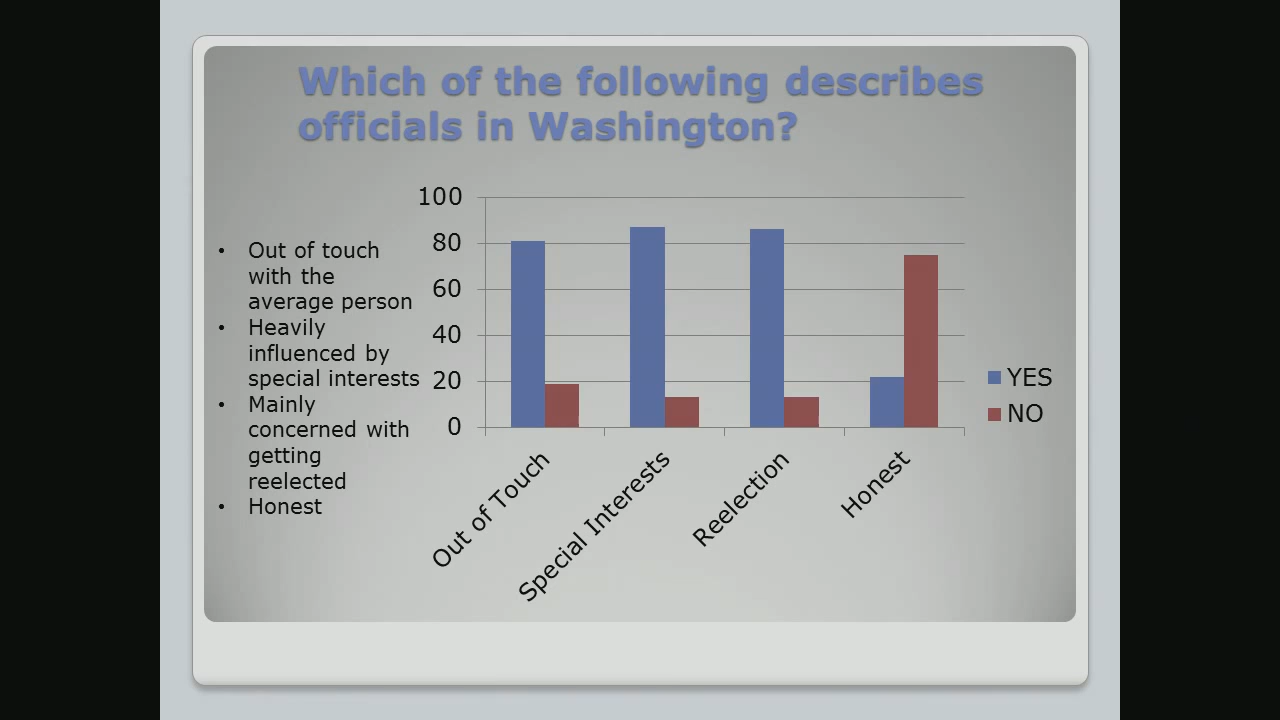 Which of the following describes
officials in Washington?
• Out of touch
with the
average person
• Heavily
influenced by
special interests
• Mainly
concerned with
getting
reelected
• Honest
100
80
60
40
20
0
Out of Touch
Special Interests
Reelection
Honest
YES
NO